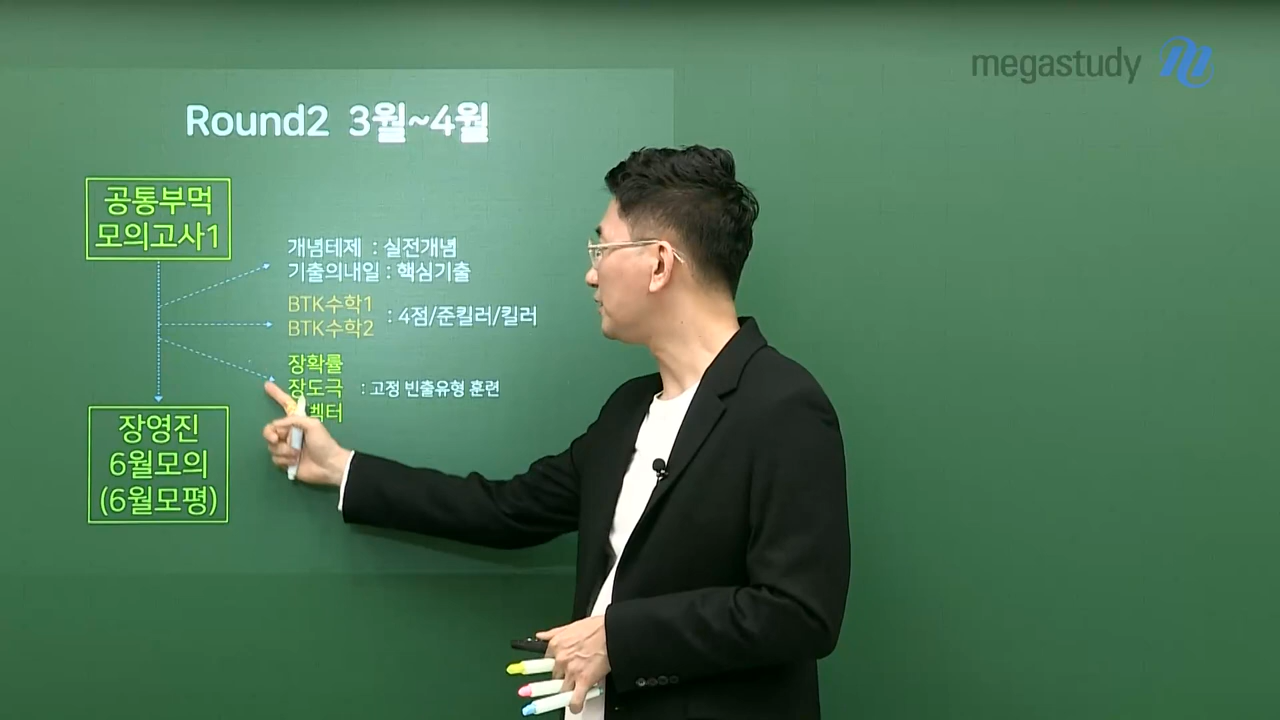 megastudy
Round2 3월~4월
공통부먹
모의고사1
개념테제 : 실전개념
기출의내일 : 핵심기출
BTK수학1
BTK수학2
: 4점/준킬러/킬러
장확률
장도극
벡터
: 고정 빈출유형 훈련
장영진
6월모의
(6월모평)